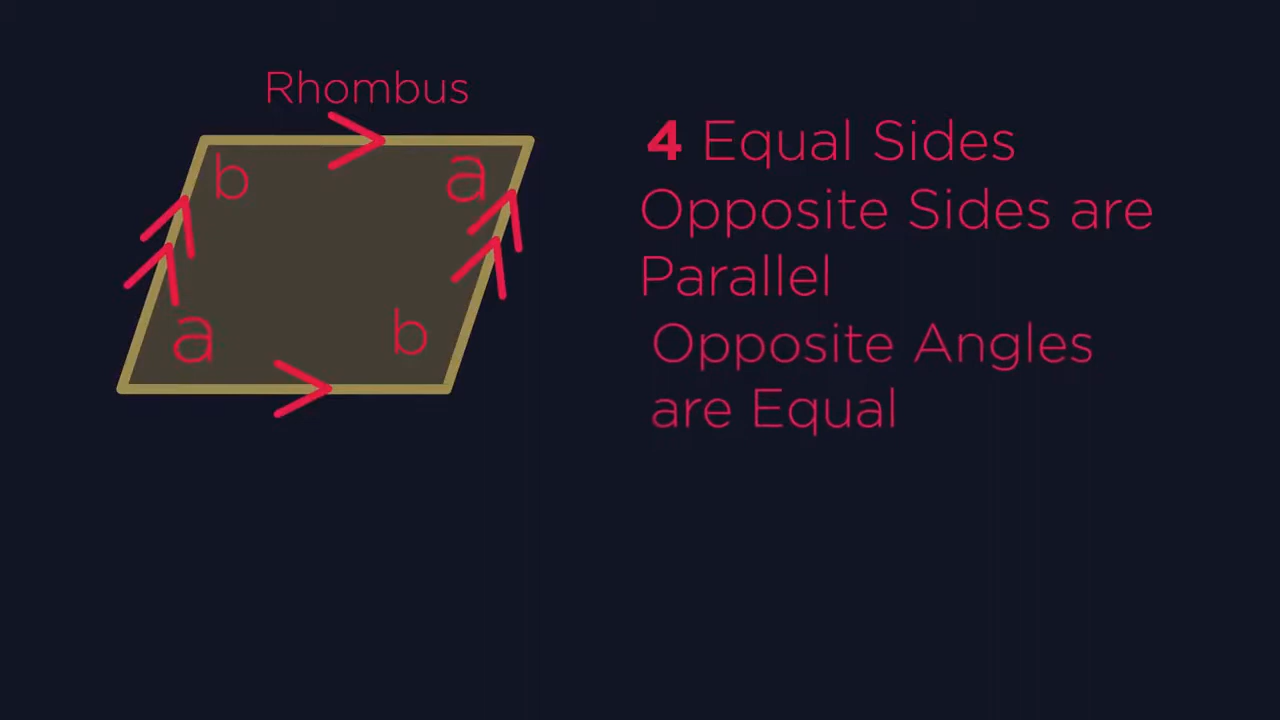 Rhombus
b
a
a
b
4 Equal Sides
Opposite Sides are
Parallel
Opposite Angles
are Equal